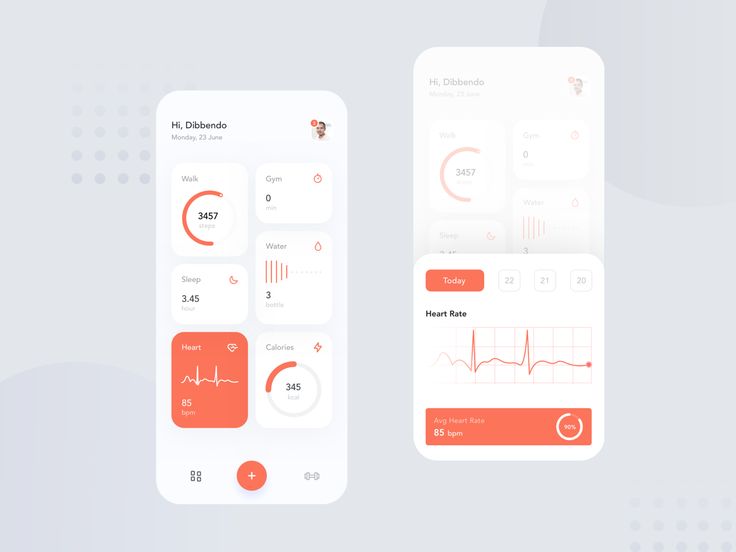 Hi, Dibbendo
Monday, 23 June
Walk
3457
steps
Gym
0
min
Sleep
3.45
hour
Water
3
bottle
Heart
85
bpm
Calories
345
kcal
+
Hi, Dibbendo
Monday, 23 June
Walk
3457
Gym
0
min
Sleep
3.45
Water
3
Today
22
21
20
Heart Rate
Avg Heart Rate
85 bpm
90%